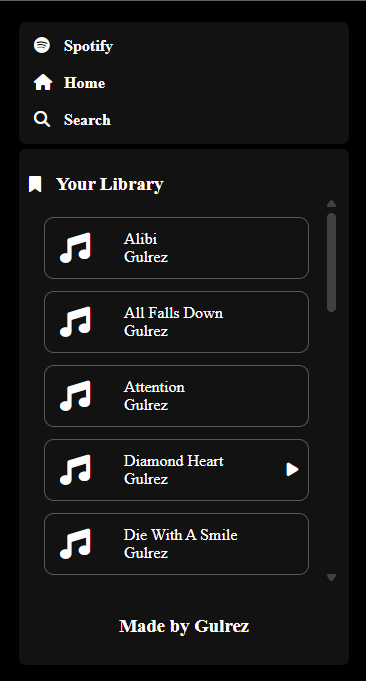 Spotify
Home
Search
Your Library
Alibi
Gulrez
All Falls Down
Gulrez
Attention
Gulrez
Diamond Heart
Gulrez
Die With A Smile
Gulrez
Made by Gulrez